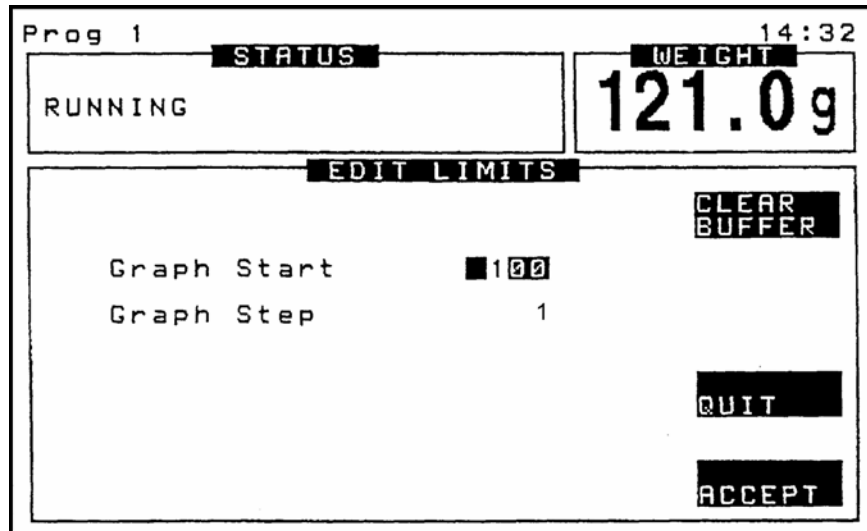 Prog 1 14:32
STATUS WEIGHT
RUNNING 121.0g
EDIT LIMITS
CLEAR
BUFFER
Graph Start 100
Graph Step 1
QUIT
ACCEPT